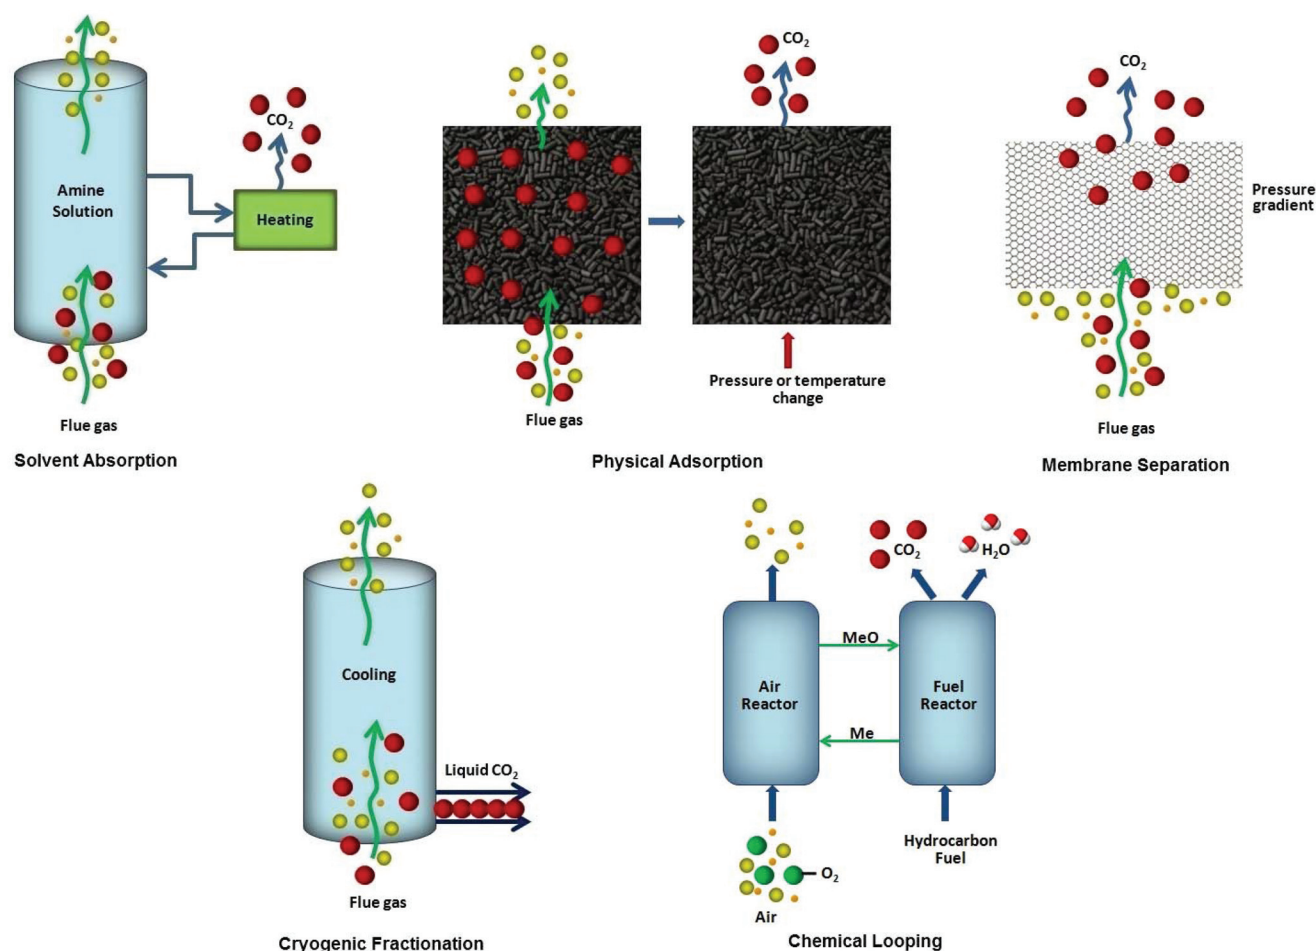 CO₂
Amine
Solution
Heating
Flue gas
Solvent Absorption
CO₂
Flue gas
Pressure or temperature
change
Physical Adsorption
CO₂
Pressure
gradient
Flue gas
Membrane Separation
Cooling
Liquid CO₂
Flue gas
Cryogenic Fractionation
CO₂
H₂O
MeO
Air
Reactor
Fuel
Reactor
Me
Hydrocarbon
Fuel
O₂
Air
Chemical Looping